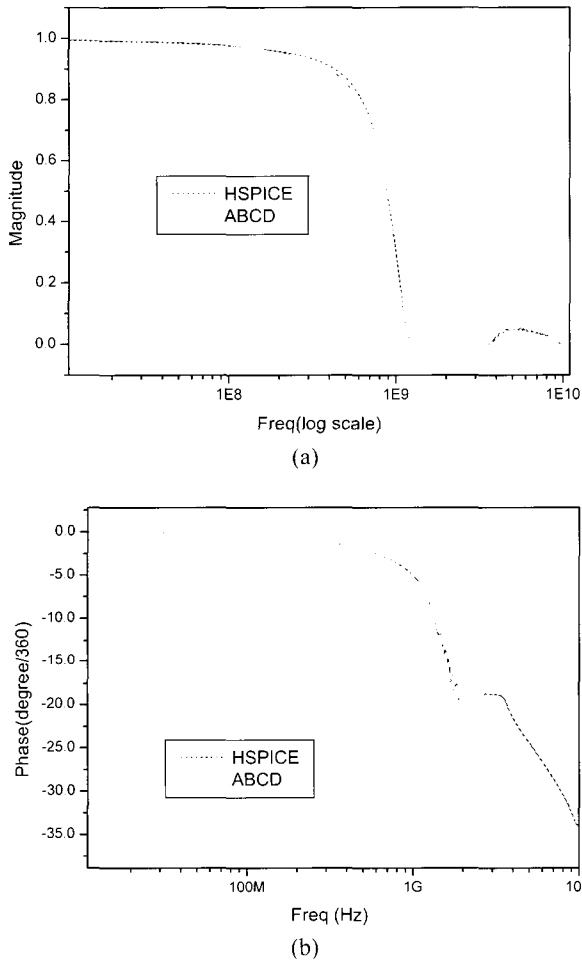 1.0
0.8
0.6
0.4
0.2
0.0
Magnitude
HSPICE
ABCD
1E8
1E9
1E10
Freq(log scale)
(a)
0.0
-5.0
-10.0
-15.0
-20.0
-25.0
-30.0
-35.0
Phase(degree/360)
HSPICE
ABCD
100M
1G
10
Freq (Hz)
(b)